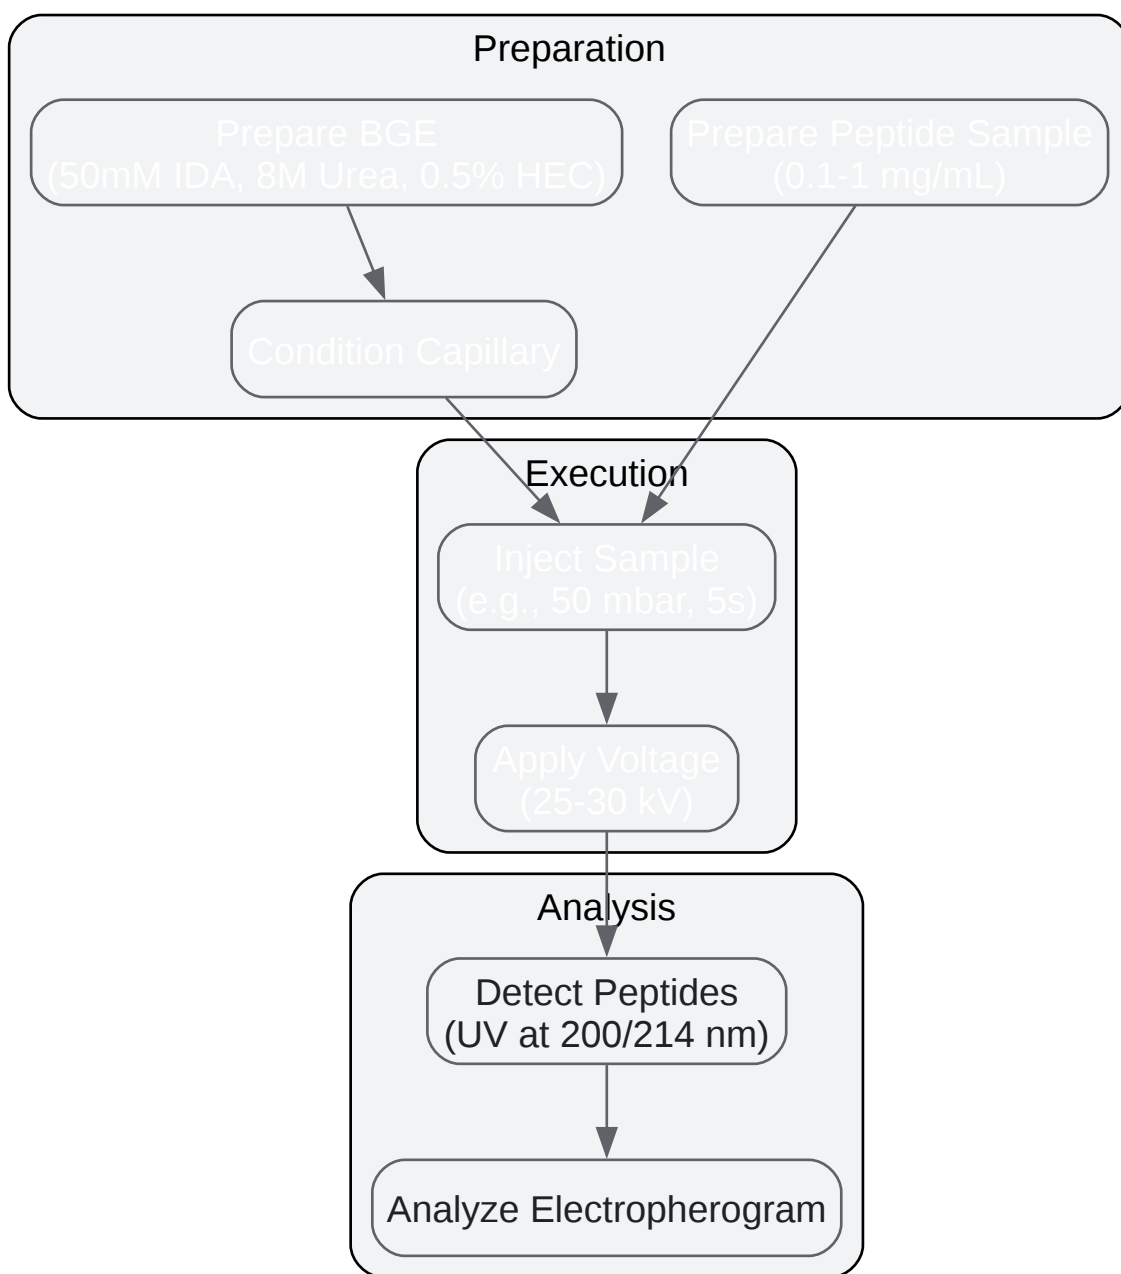 Preparation
Prepare BGE
(50mM IDA, 8M Urea, 0.5% HEC)
Prepare Peptide Sample
(0.1-1 mg/mL)
Condition Capillary
Execution
Inject Sample
(e.g., 50 mbar, 5s)
Apply Voltage
(25-30 kV)
Analysis
Detect Peptides
(UV at 200/214 nm)
Analyze Electropherogram